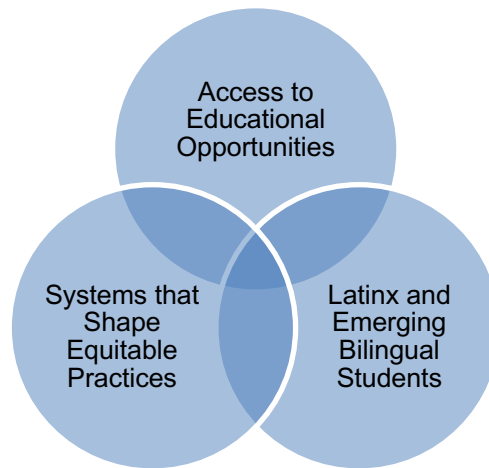 Access to
Educational
Opportunities
Systems that
Shape
Equitable
Practices
Latinx and
Emerging
Bilingual
Students